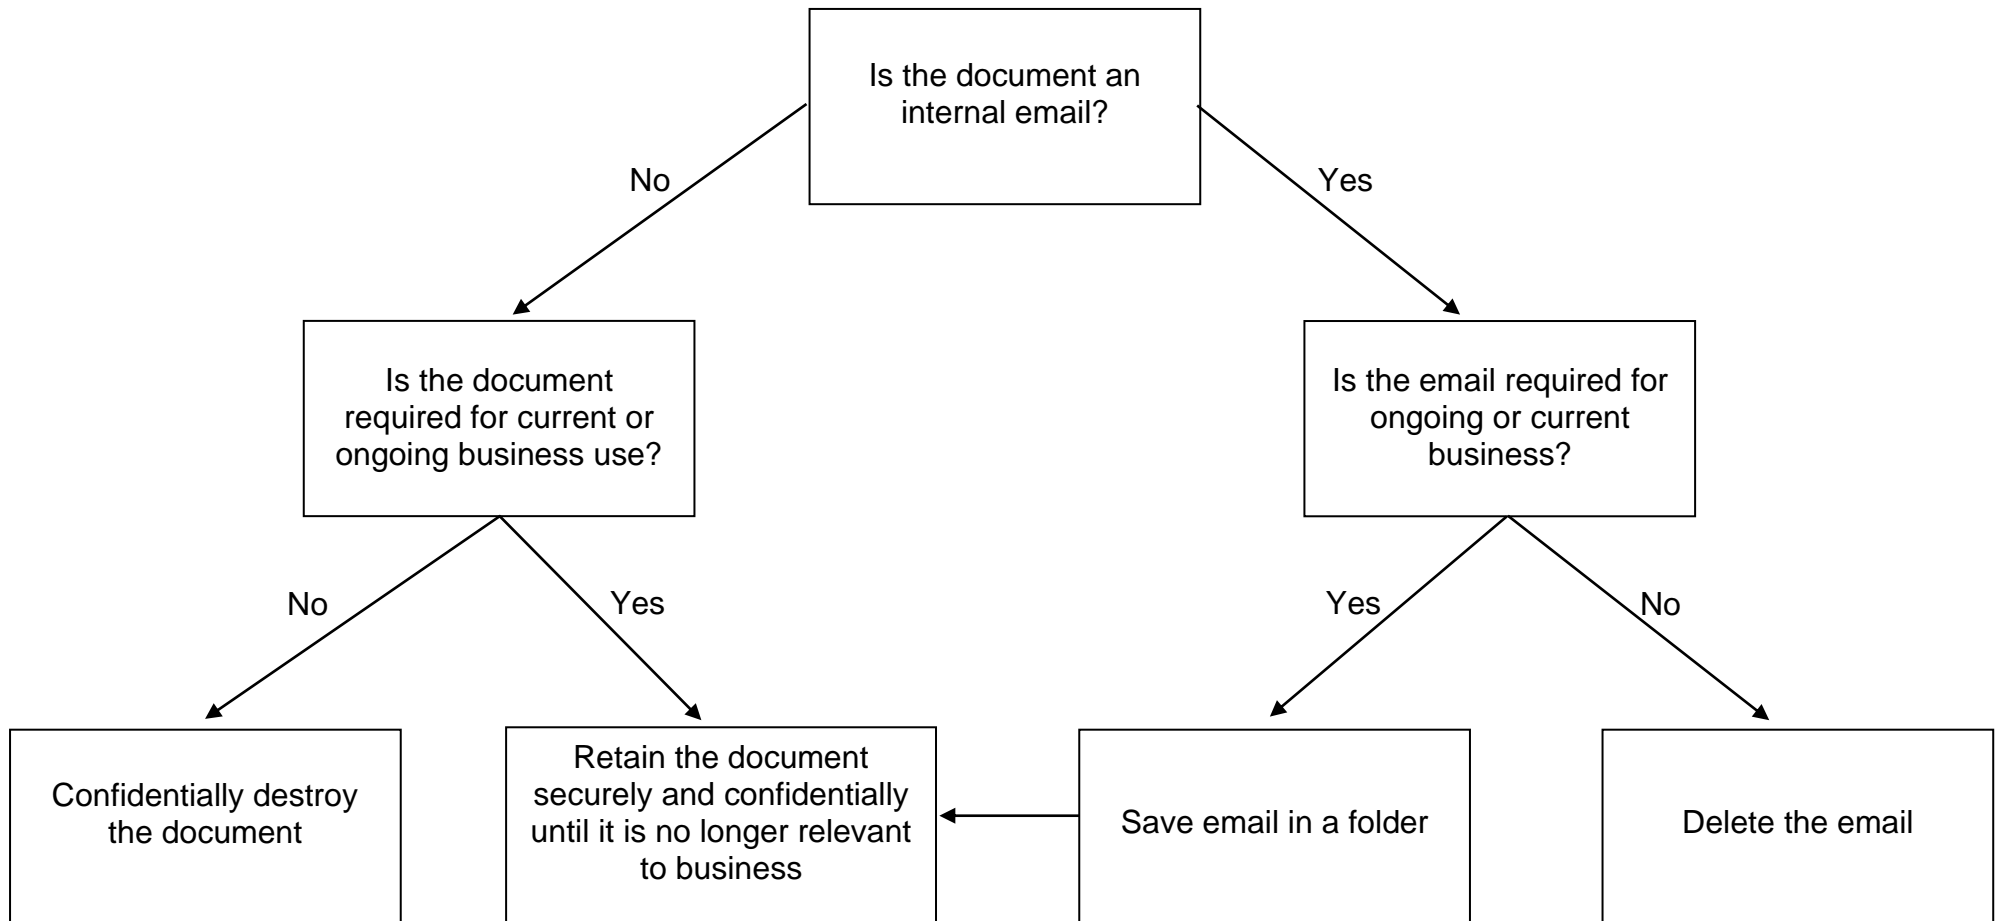 Is the document an
internal email?
No
Yes
Is the document
required for current or
ongoing business use?
Is the email required for
ongoing or current
business?
No
Yes
Yes
No
Confidentially destroy
the document
Retain the document
securely and confidentially
until it is no longer relevant
to business
Save email in a folder
Delete the email